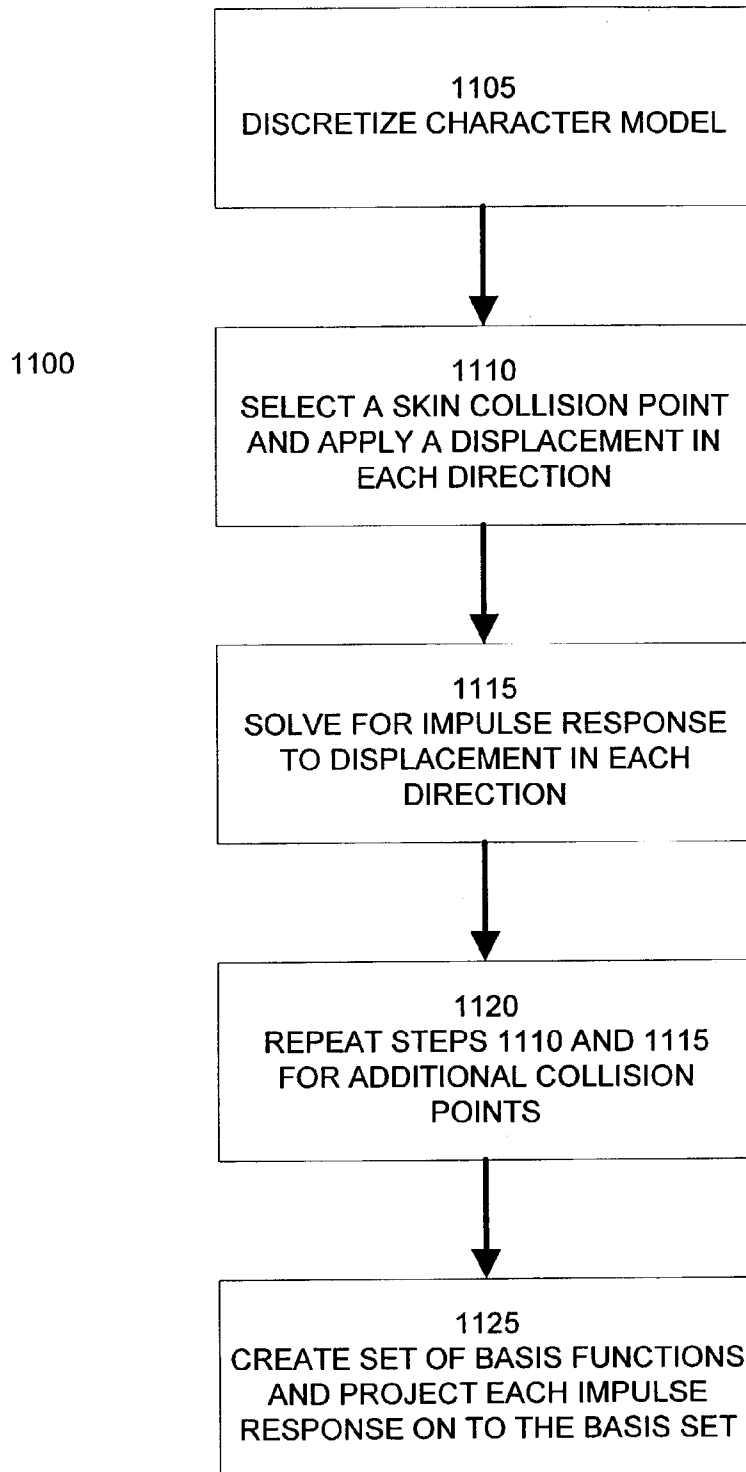 1105
DISCRETIZE CHARACTER MODEL
1100
1110
SELECT A SKIN COLLISION POINT
AND APPLY A DISPLACEMENT IN
EACH DIRECTION
1115
SOLVE FOR IMPULSE RESPONSE
TO DISPLACEMENT IN EACH
DIRECTION
1120
REPEAT STEPS 1110 AND 1115
FOR ADDITIONAL COLLISION
POINTS
1125
CREATE SET OF BASIS FUNCTIONS
AND PROJECT EACH IMPULSE
RESPONSE ON TO THE BASIS SET